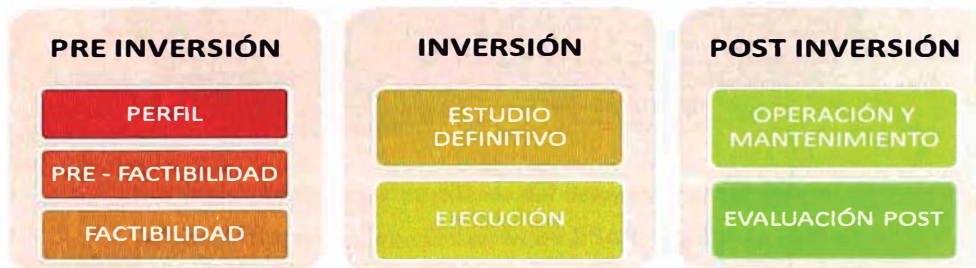 PRE INVERSIÓN
PERFIL
PRE - FACTIBILIDAD
FACTIBILIDAD
INVERSIÓN
ESTUDIO
DEFINITIVO
EJECUCIÓN
POST INVERSIÓN
OPERACIÓN Y
MANTENIMIENTO
EVALUACIÓN POST